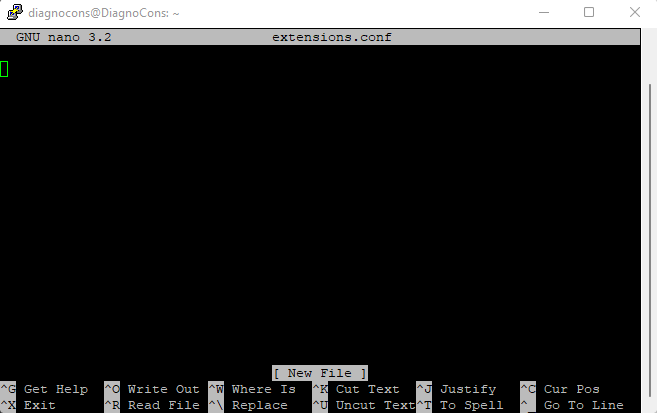 diagnocons@DiagnoCons: ~
GNU nano 3.2 extensions.conf
[ New File ]
^G Get Help ^O Write Out ^W Where Is ^K Cut Text ^J Justify ^C Cur Pos
^X Exit ^R Read File ^\ Replace ^U Uncut Text ^T To Spell ^_ Go To Line